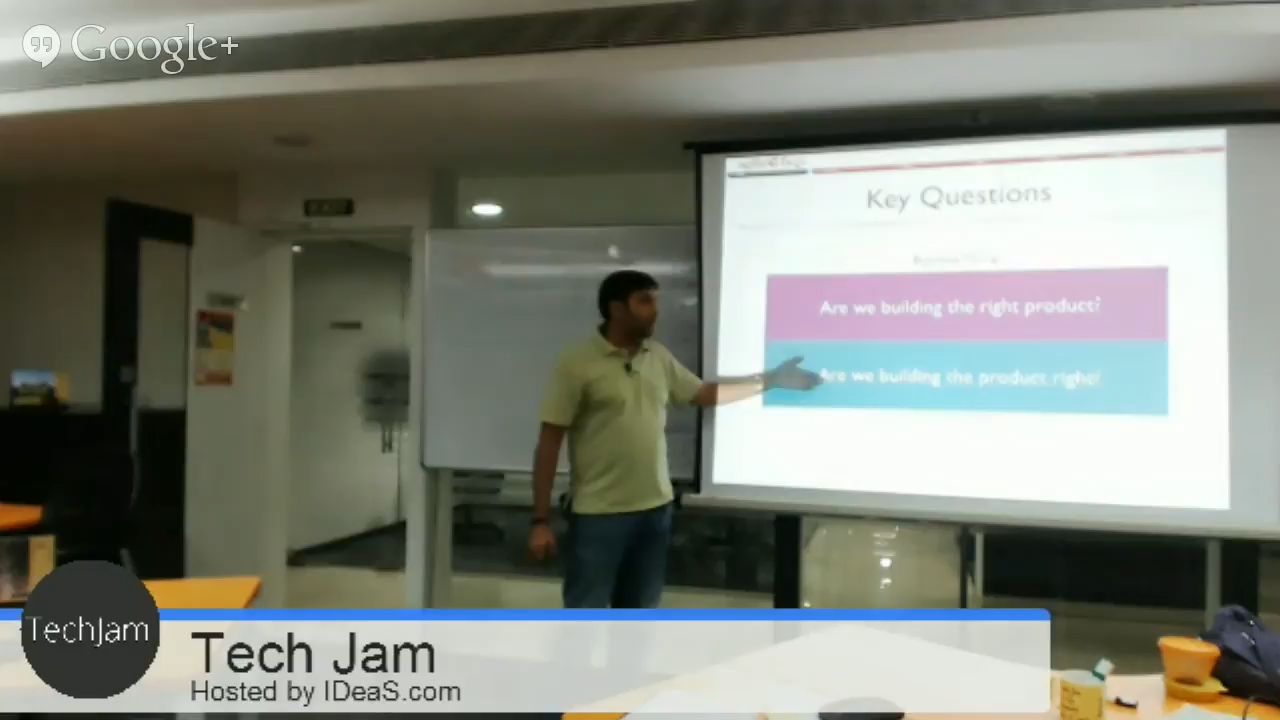 Google+
EXIT
Key Questions
Are we building the right product?
Are we building the product right?
TechJam
Tech Jam
Hosted by IDeaS.com